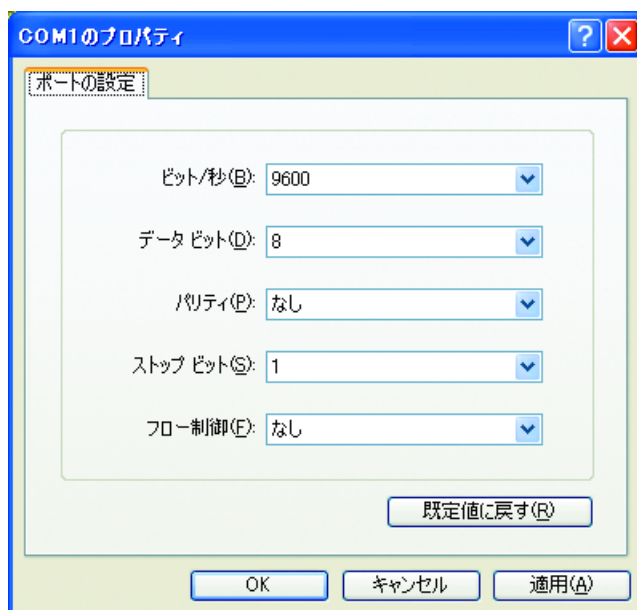 COM1のプロパティ
ポートの設定
ビット/秒(B): 9600
データ ビット(D): 8
パリティ(P): なし
ストップ ビット(S): 1
フロー制御(F): なし
既定値に戻す(R)
OK キャンセル 適用(A)